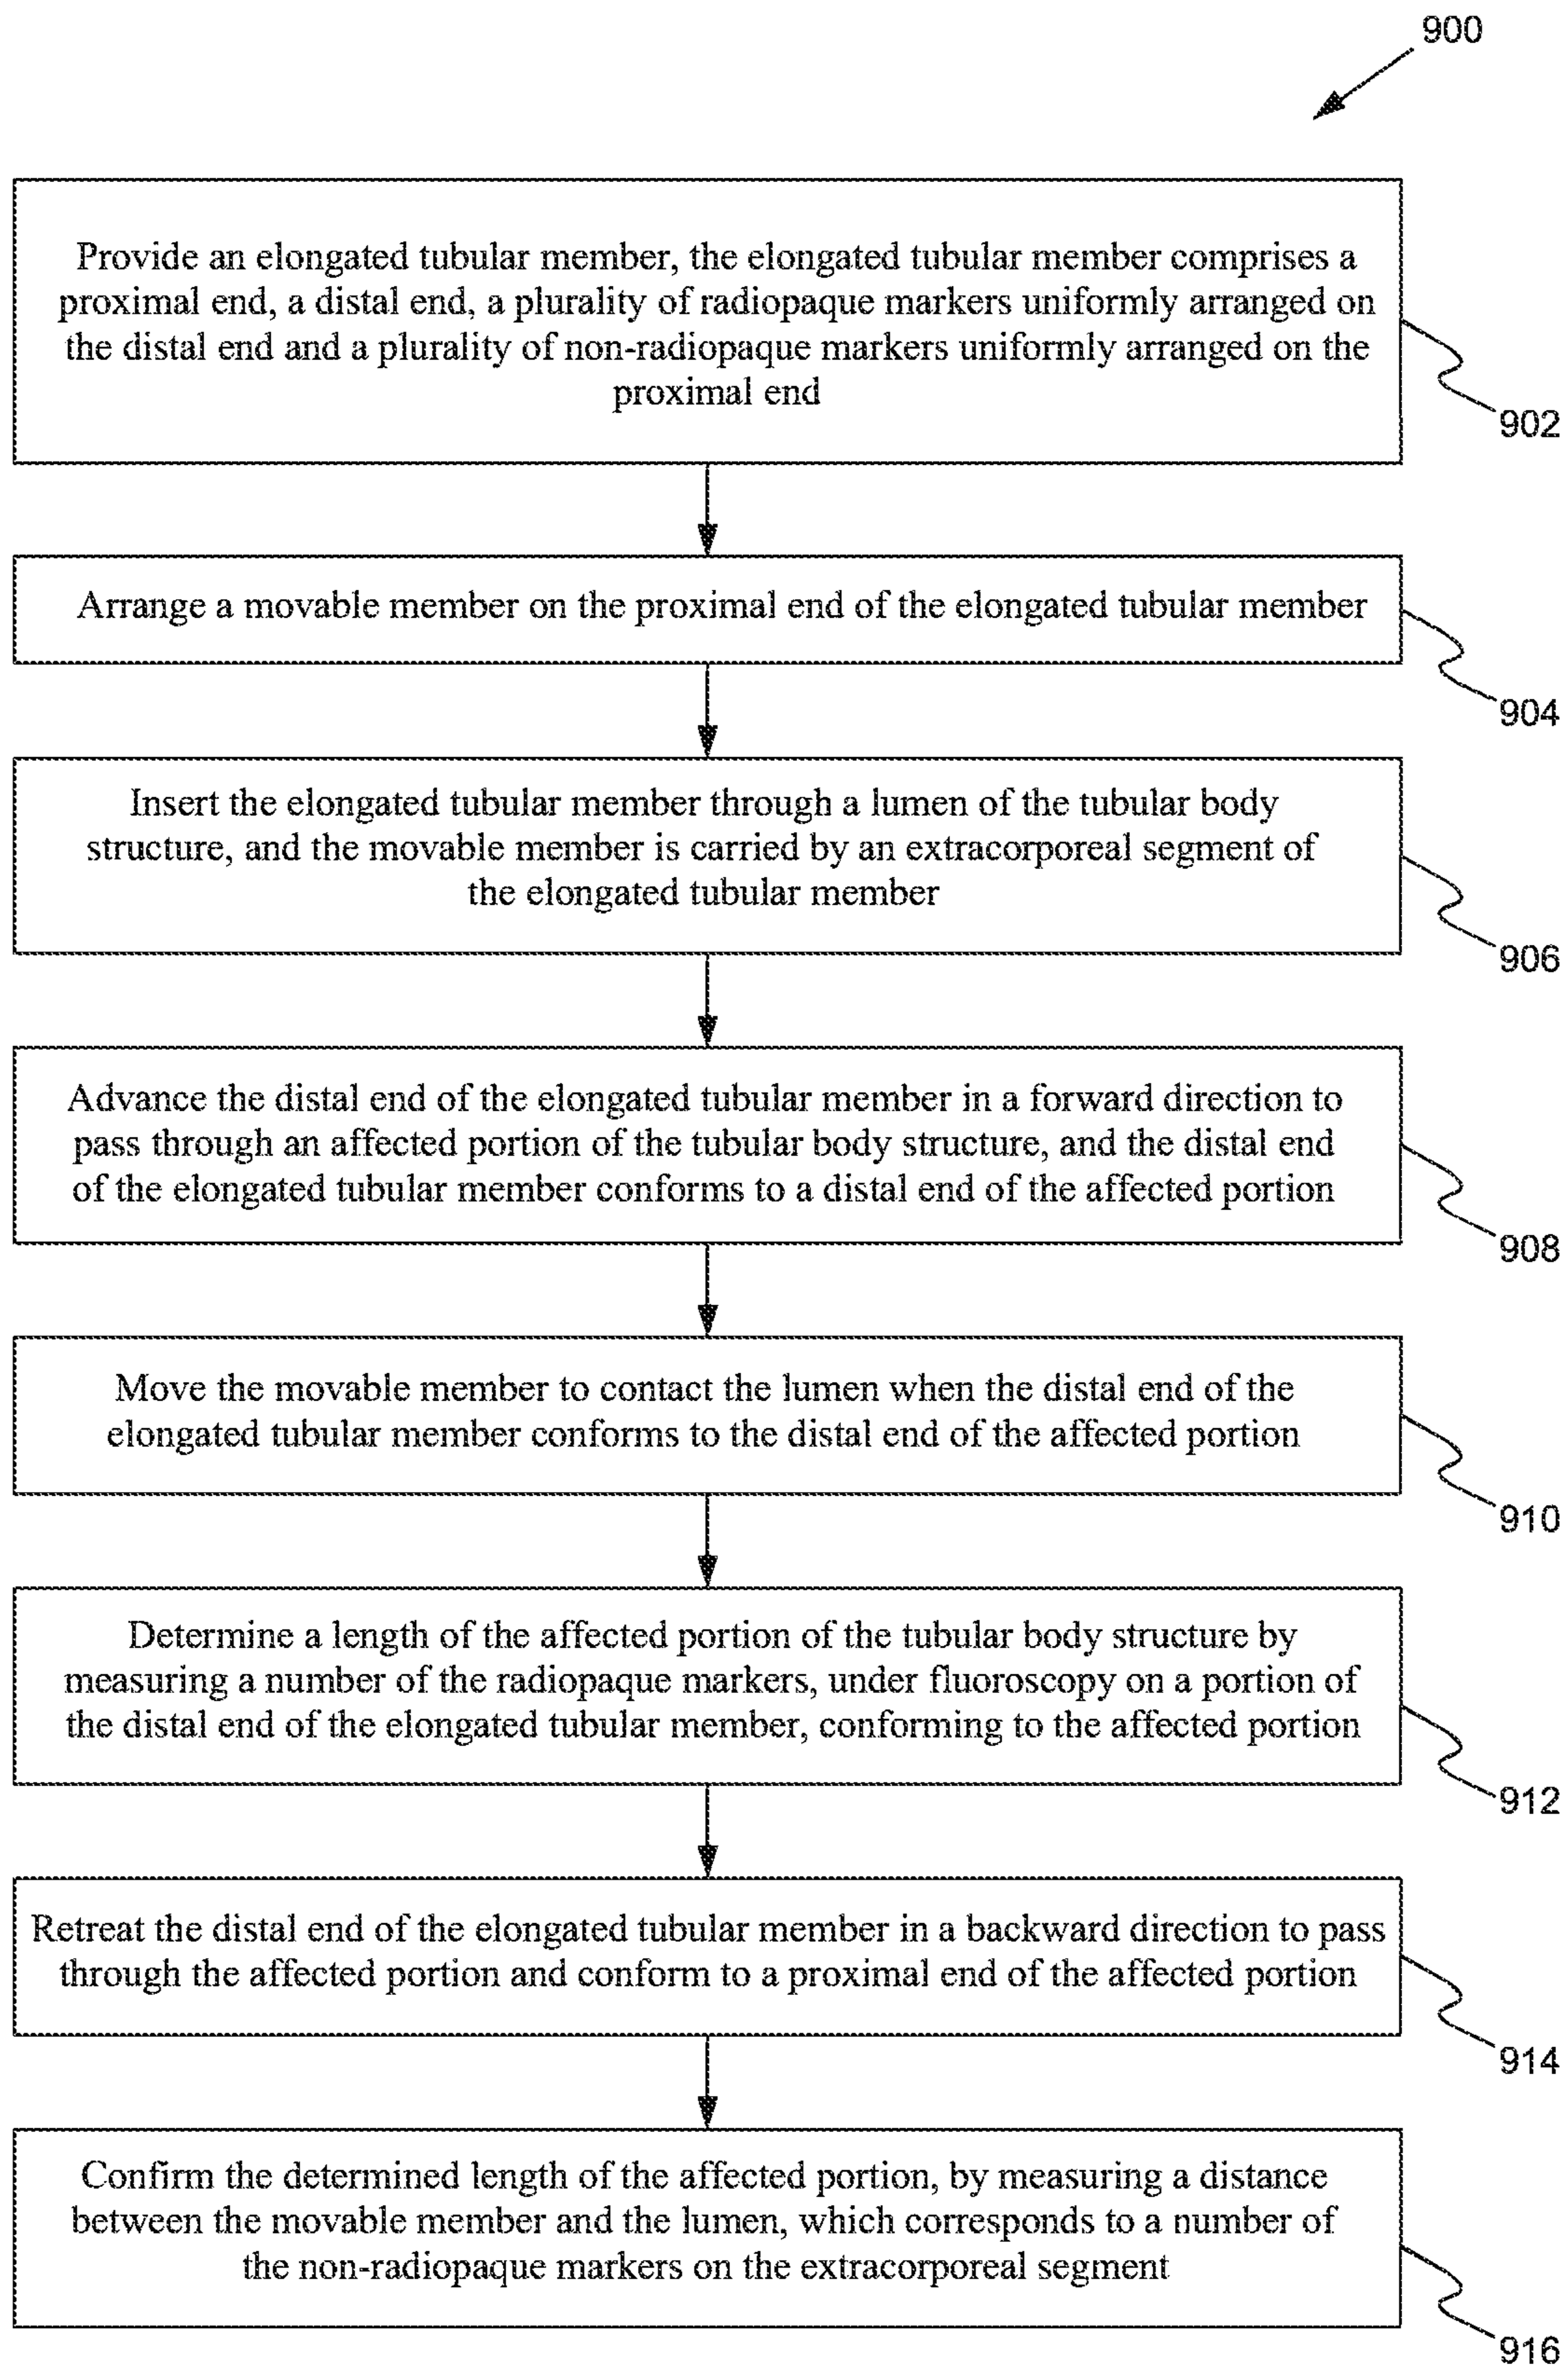 900
Provide an elongated tubular member, the elongated tubular member comprises a
proximal end, a distal end, a plurality of radiopaque markers uniformly arranged on
the distal end and a plurality of non-radiopaque markers uniformly arranged on the
proximal end
902
Arrange a movable member on the proximal end of the elongated tubular member
904
Insert the elongated tubular member through a lumen of the tubular body
structure, and the movable member is carried by an extracorporeal segment of
the elongated tubular member
906
Advance the distal end of the elongated tubular member in a forward direction to
pass through an affected portion of the tubular body structure, and the distal end
of the elongated tubular member conforms to a distal end of the affected portion
908
Move the movable member to contact the lumen when the distal end of the
elongated tubular member conforms to the distal end of the affected portion
910
Determine a length of the affected portion of the tubular body structure by
measuring a number of the radiopaque markers, under fluoroscopy on a portion of
the distal end of the elongated tubular member, conforming to the affected portion
912
Retreat the distal end of the elongated tubular member in a backward direction to pass
through the affected portion and conform to a proximal end of the affected portion
914
Confirm the determined length of the affected portion, by measuring a distance
between the movable member and the lumen, which corresponds to a number of
the non-radiopaque markers on the extracorporeal segment
916